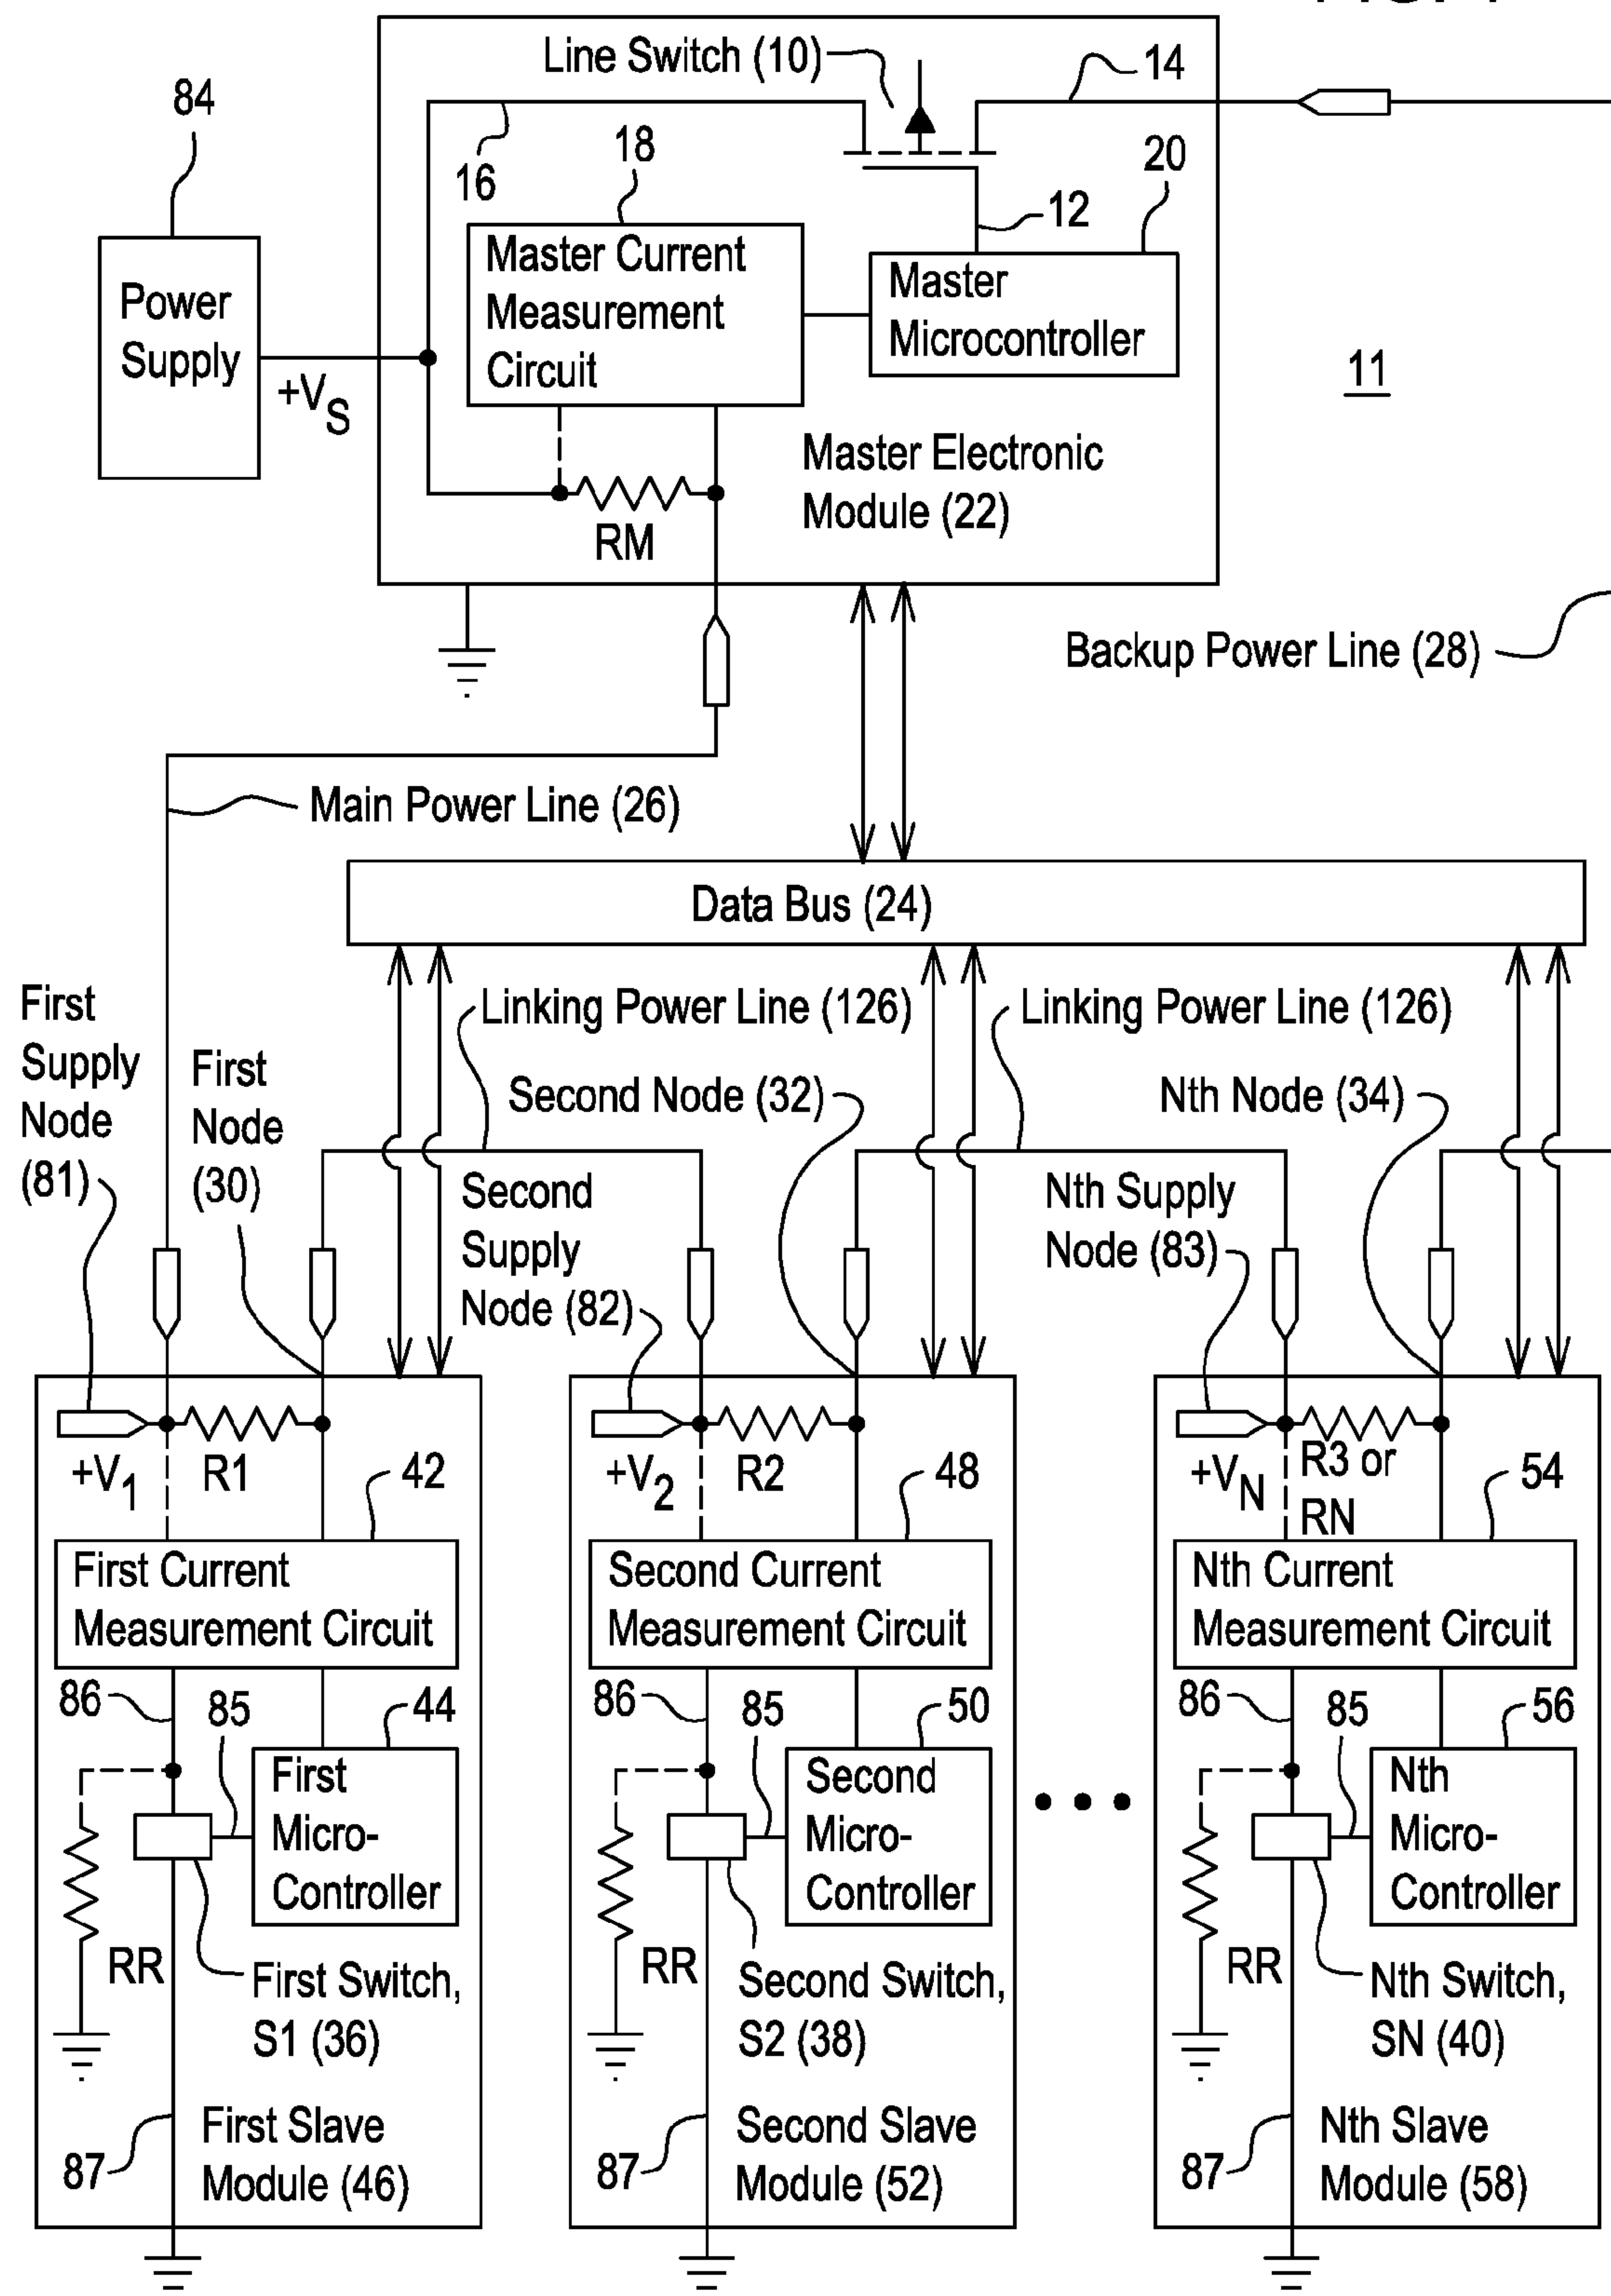 Line Switch (10)
14
84
18
20
16
12
Power
Supply
Master Current
Measurement
Circuit
Master
Microcontroller
11
+VS
Master Electronic
Module (22)
RM
Backup Power Line (28)
Main Power Line (26)
Data Bus (24)
First
Supply
Node
(81)
First
Node
(30)
Linking Power Line (126)
Linking Power Line (126)
Second Node (32)
Nth Node (34)
Second
Supply
Node (82)
Nth Supply
Node (83)
+V1
R1
42
+V2
R2
48
+VN
R3 or
RN
54
First Current
Measurement Circuit
Second Current
Measurement Circuit
Nth Current
Measurement Circuit
86
85
44
86
85
50
86
85
56
First
Micro-
Controller
Second
Micro-
Controller
Nth
Micro-
Controller
RR
First Switch,
S1 (36)
RR
Second Switch,
S2 (38)
RR
Nth Switch,
SN (40)
87
First Slave
Module (46)
87
Second Slave
Module (52)
87
Nth Slave
Module (58)